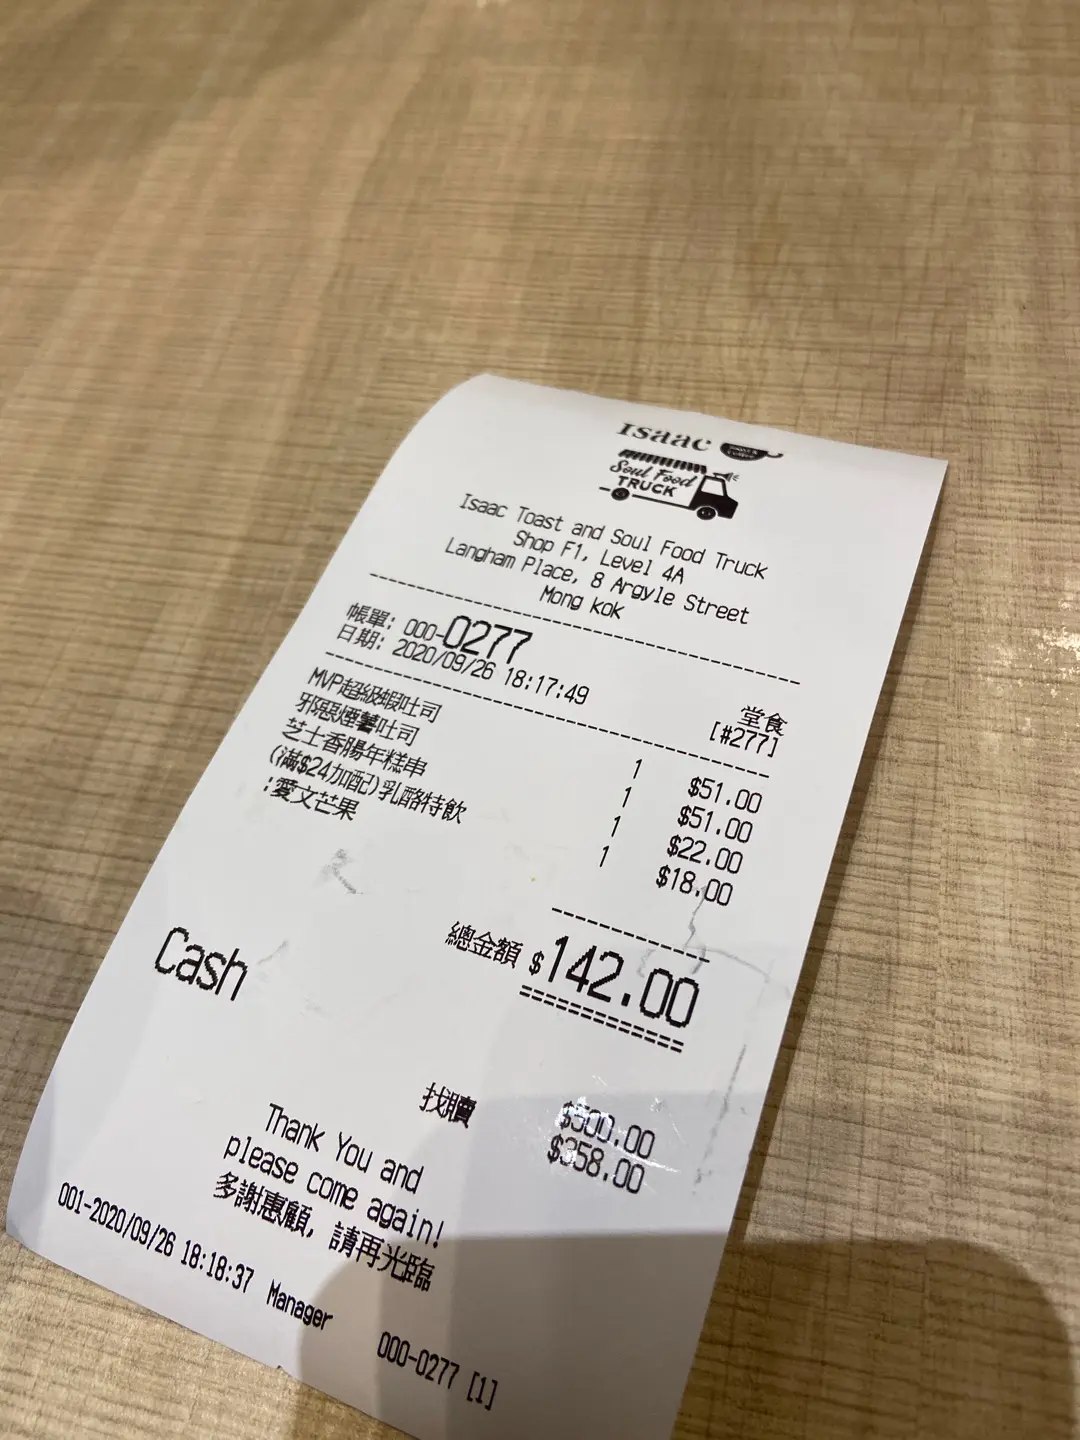 Isaac
Soul Food
TRUCK
Isaac Toast and Soul Food Truck
Shop F1, Level 4A
Langham Place, 8 Argyle Street
Mong kok
帳單: 000-0277
日期: 2020/09/26 18:17:49
堂食
[#277]
MVP超級蝦吐司 1 $51.00
邪惡煙薯吐司 1 $51.00
芝士香腸年糕串 1 $22.00
(滿$24加配)乳酪特飲 1 $18.00
:愛文芒果
總金額 $142.00
Cash $500.00
找贖 $358.00
Thank You and
please come again!
多謝惠顧, 請再光臨
001-2020/09/26 18:18:37 Manager 000-0277 [1]